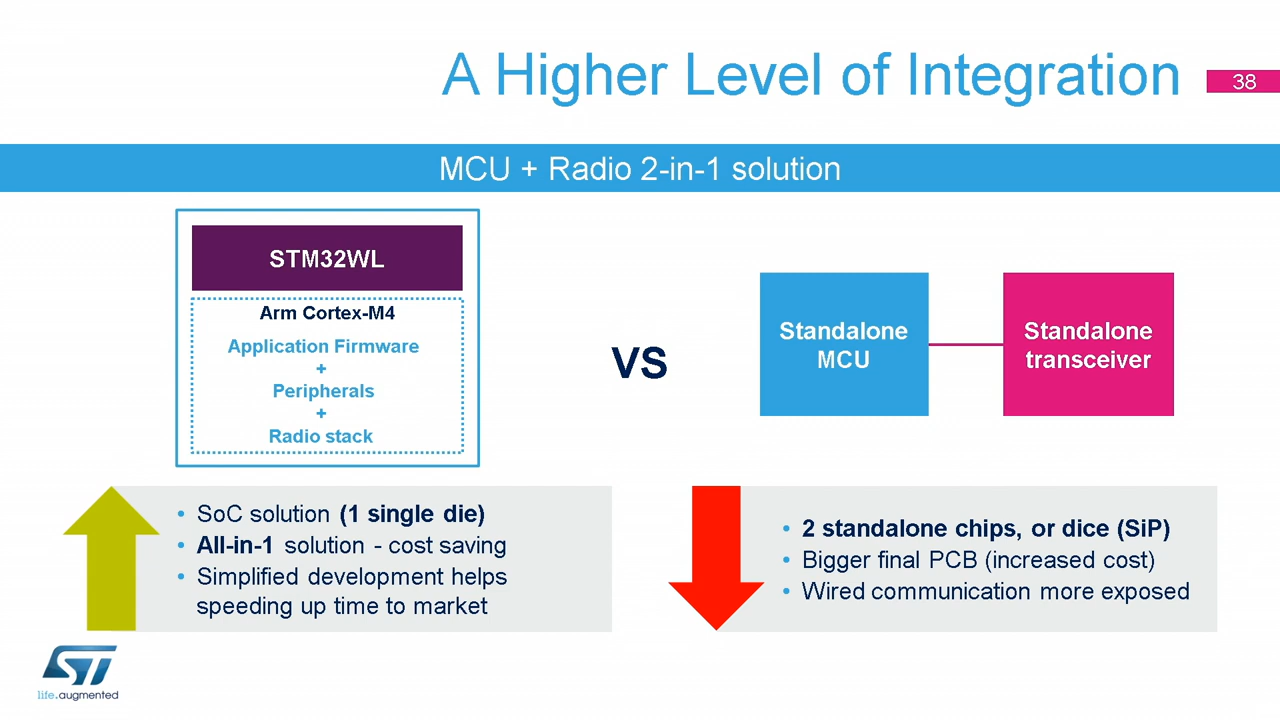 A Higher Level of Integration
38
MCU + Radio 2-in-1 solution
STM32WL
Arm Cortex-M4
Application Firmware
+
Peripherals
+
Radio stack
VS
Standalone
MCU
Standalone
transceiver
• SoC solution (1 single die)
• All-in-1 solution - cost saving
• Simplified development helps
speeding up time to market
• 2 standalone chips, or dice (SiP)
• Bigger final PCB (increased cost)
• Wired communication more exposed
ST
life.augmented